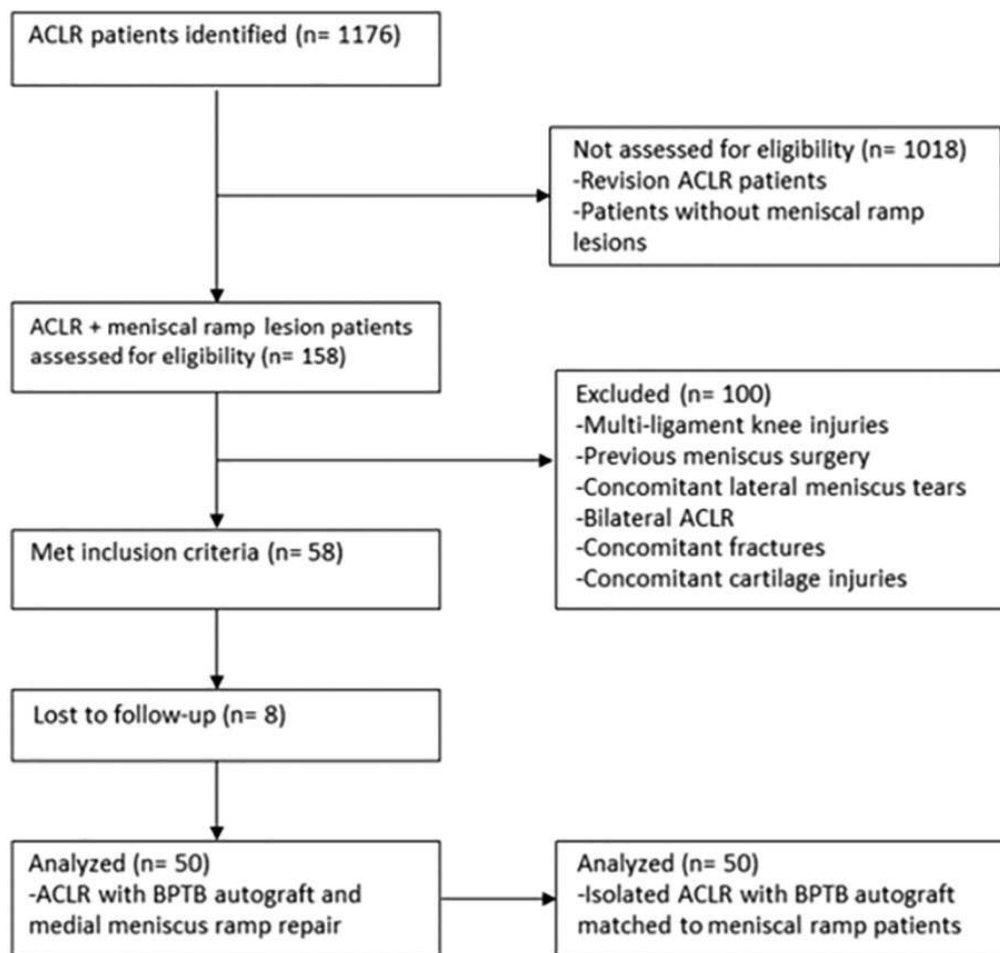 ACLR patients identified (n= 1176)
Not assessed for eligibility (n= 1018)
-Revision ACLR patients
-Patients without meniscal ramp
lesions
ACLR + meniscal ramp lesion patients
assessed for eligibility (n= 158)
Excluded (n= 100)
-Multi-ligament knee injuries
-Previous meniscus surgery
-Concomitant lateral meniscus tears
-Bilateral ACLR
-Concomitant fractures
-Concomitant cartilage injuries
Met inclusion criteria (n= 58)
Lost to follow-up (n= 8)
Analyzed (n= 50)
-ACLR with BPTB autograft and
medial meniscus ramp repair
Analyzed (n= 50)
-Isolated ACLR with BPTB autograft
matched to meniscal ramp patients